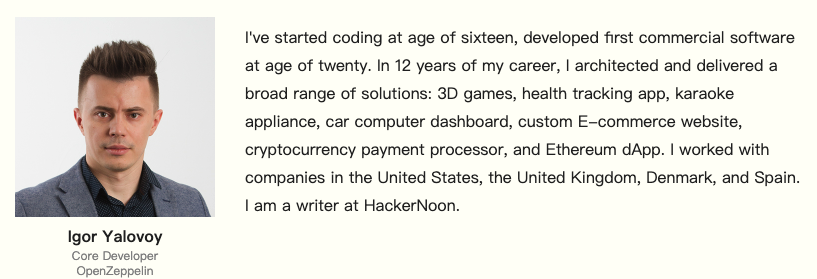 I've started coding at age of sixteen, developed first commercial software
at age of twenty. In 12 years of my career, I architected and delivered a
broad range of solutions: 3D games, health tracking app, karaoke
appliance, car computer dashboard, custom E-commerce website,
cryptocurrency payment processor, and Ethereum dApp. I worked with
companies in the United States, the United Kingdom, Denmark, and Spain.
I am a writer at HackerNoon.
Igor Yalovoy
Core Developer
OpenZeppelin